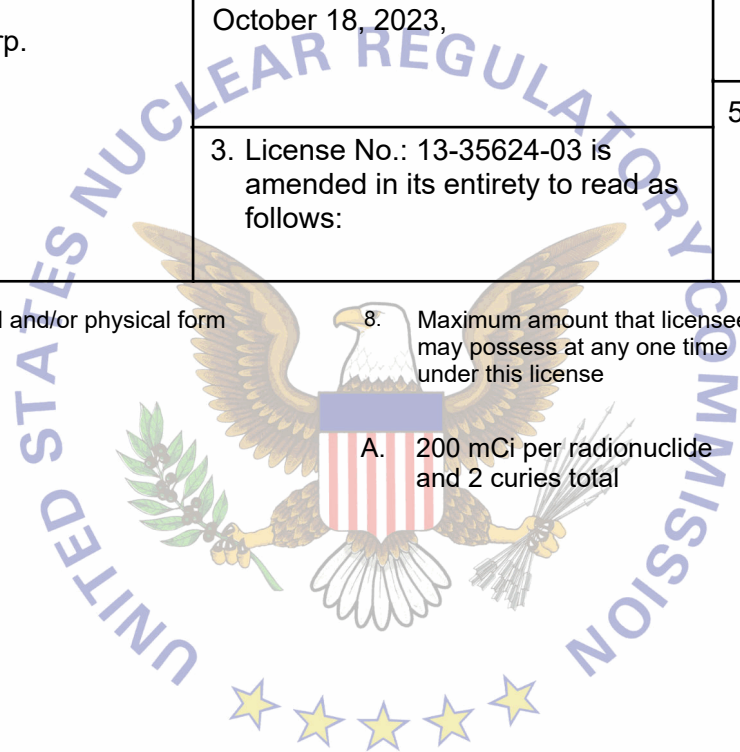 rp.
October 18, 2023,
5
3. License No.: 13-35624-03 is
amended in its entirety to read as
follows:
l and/or physical form
8. Maximum amount that licensee
may possess at any one time
under this license
A. 200 mCi per radionuclide
and 2 curies total
UNITED STATES NUCLEAR REGULATORY COMMISSION